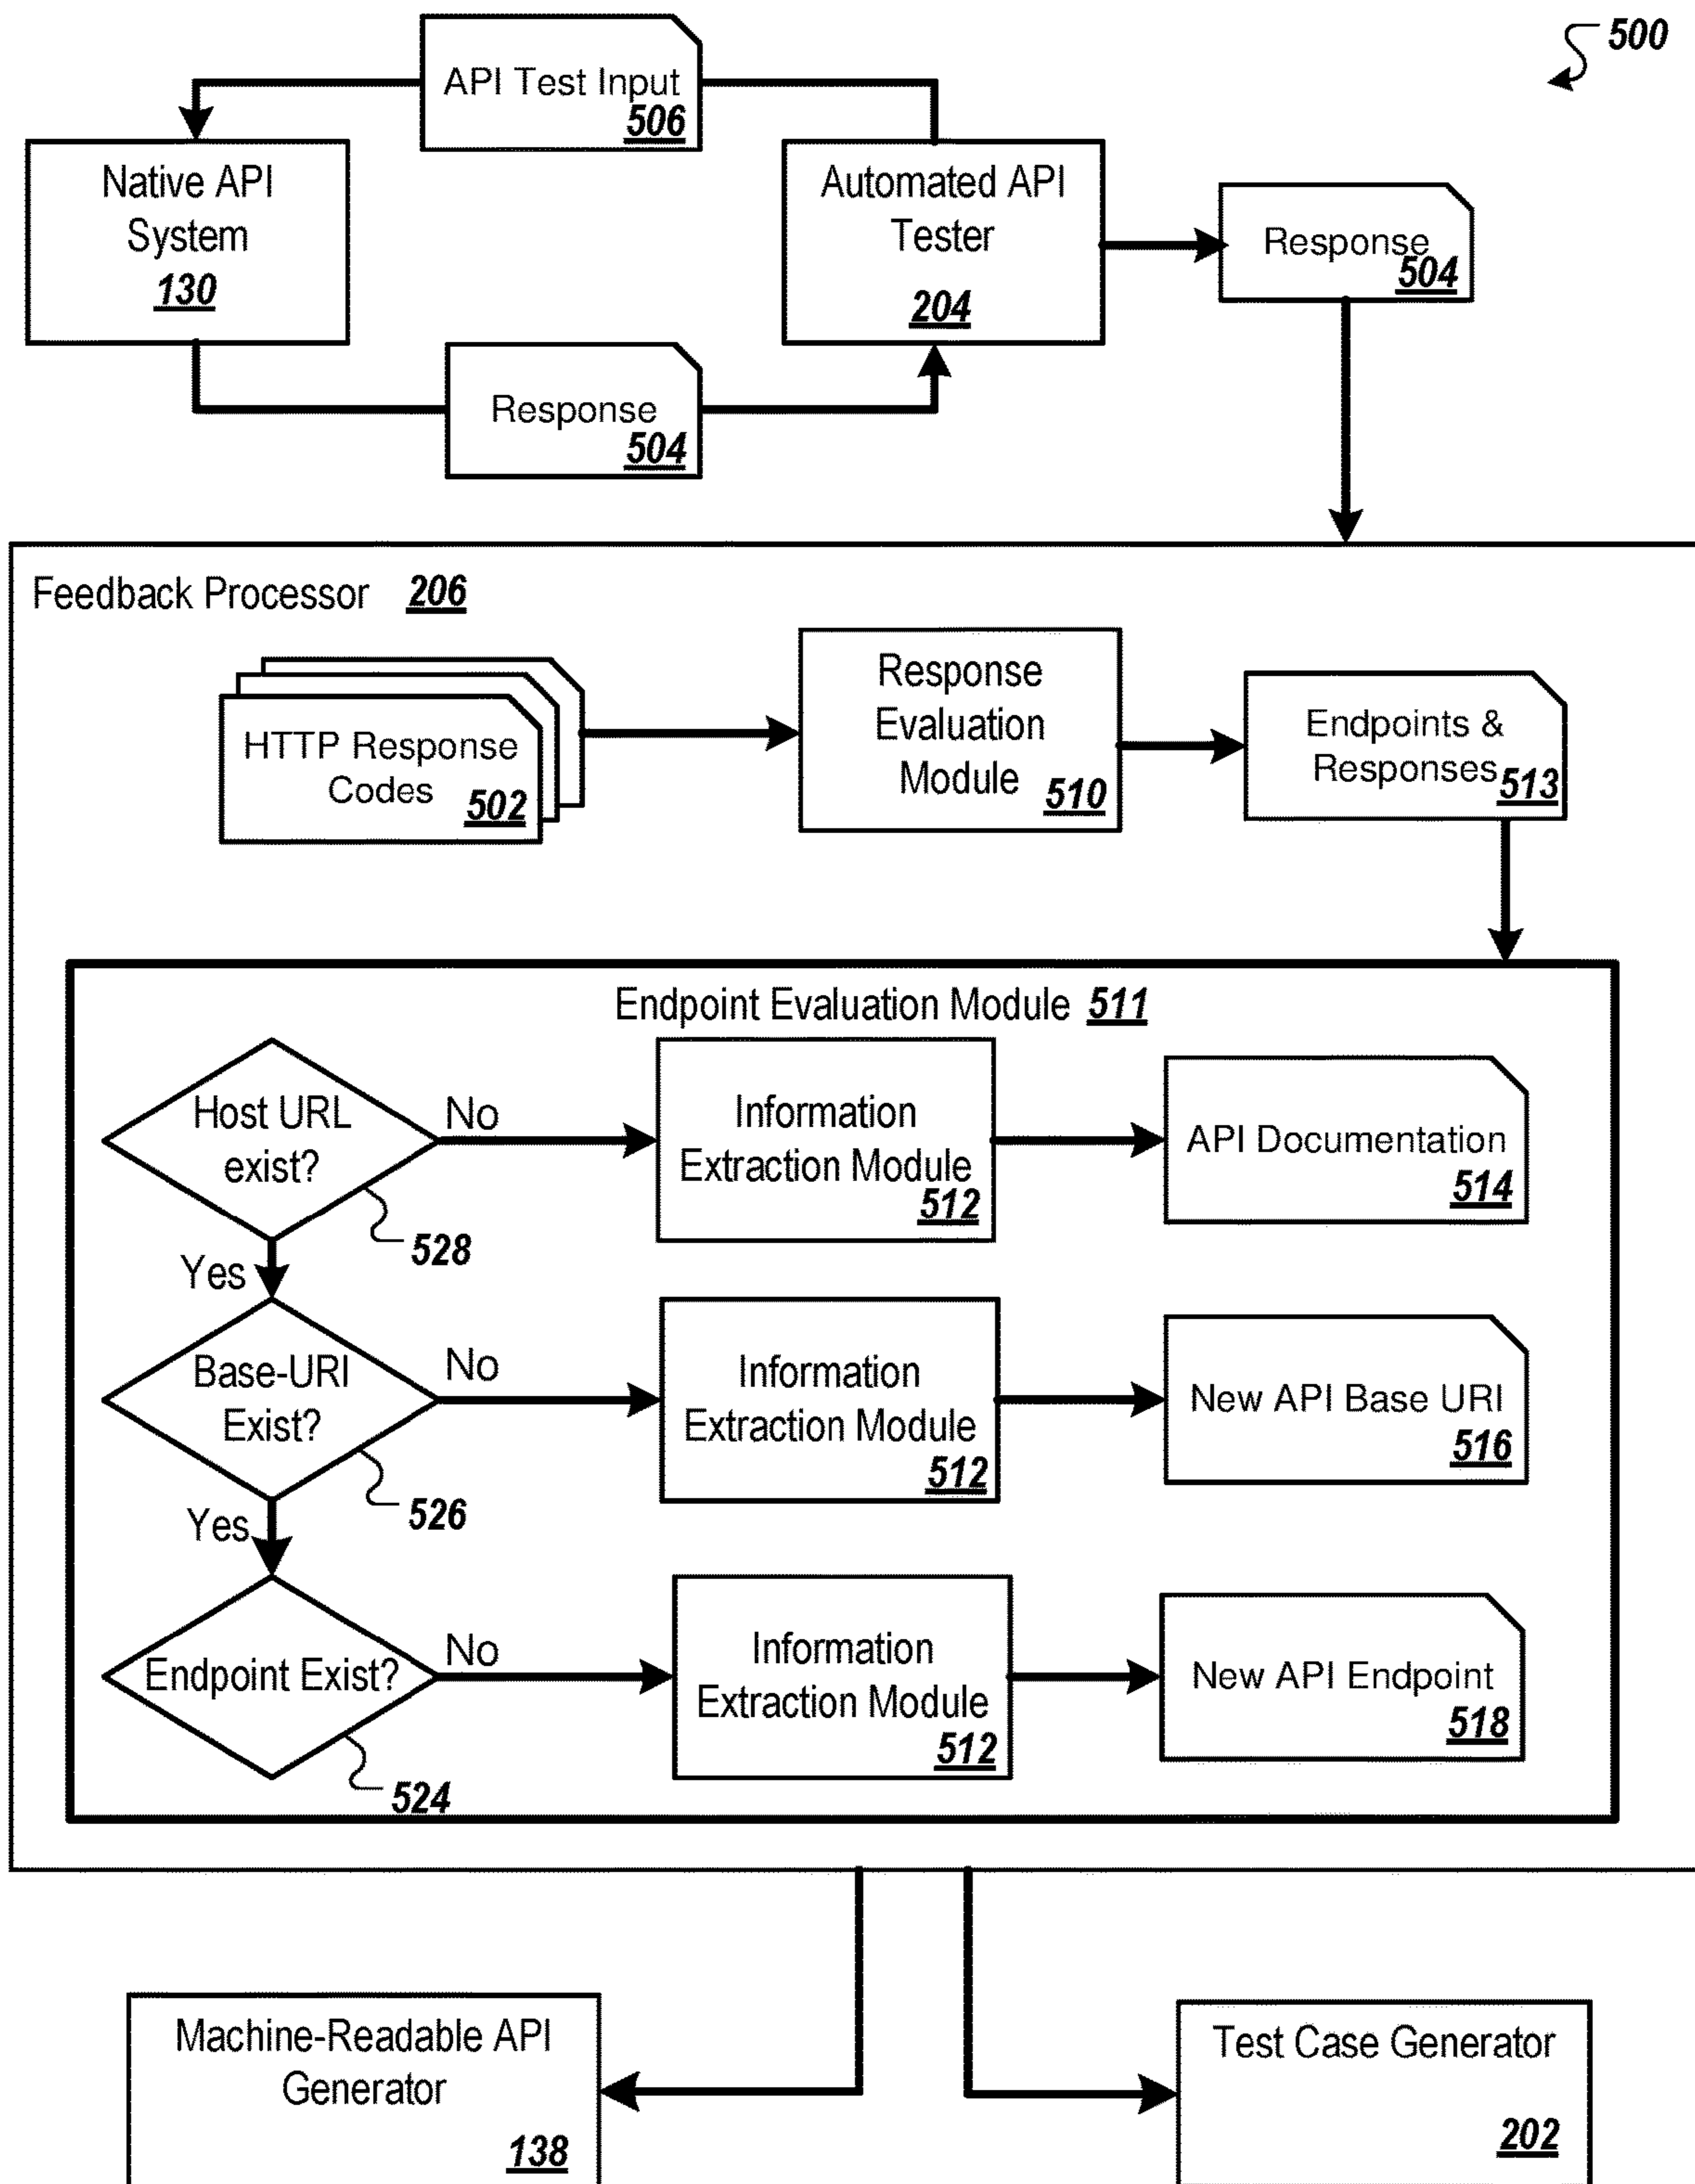 500
API Test Input
506
Native API
System
130
Automated API
Tester
204
Response
504
Response
504
Feedback Processor 206
HTTP Response
Codes
502
Response
Evaluation
Module
510
Endpoints &
Responses
513
Endpoint Evaluation Module 511
Host URL
exist?
528
No
Yes
Information
Extraction Module
512
API Documentation
514
Base-URI
Exist?
526
No
Yes
Information
Extraction Module
512
New API Base URI
516
Endpoint Exist?
524
No
Information
Extraction Module
512
New API Endpoint
518
Machine-Readable API
Generator
138
Test Case Generator
202